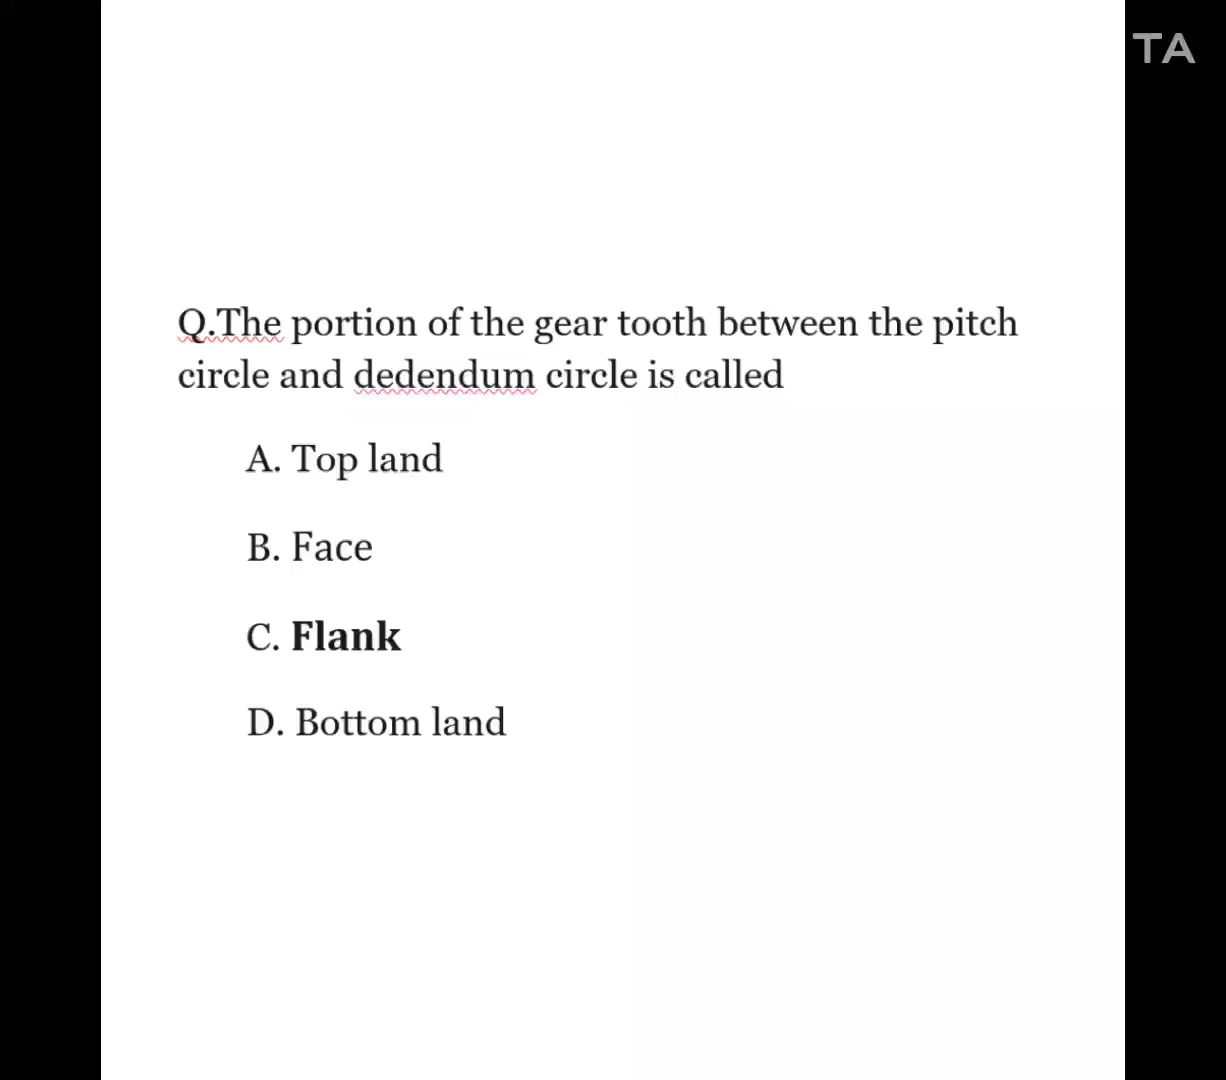 TA
Q.The portion of the gear tooth between the pitch
circle and dedendum circle is called
A. Top land
B. Face
C. Flank
D. Bottom land